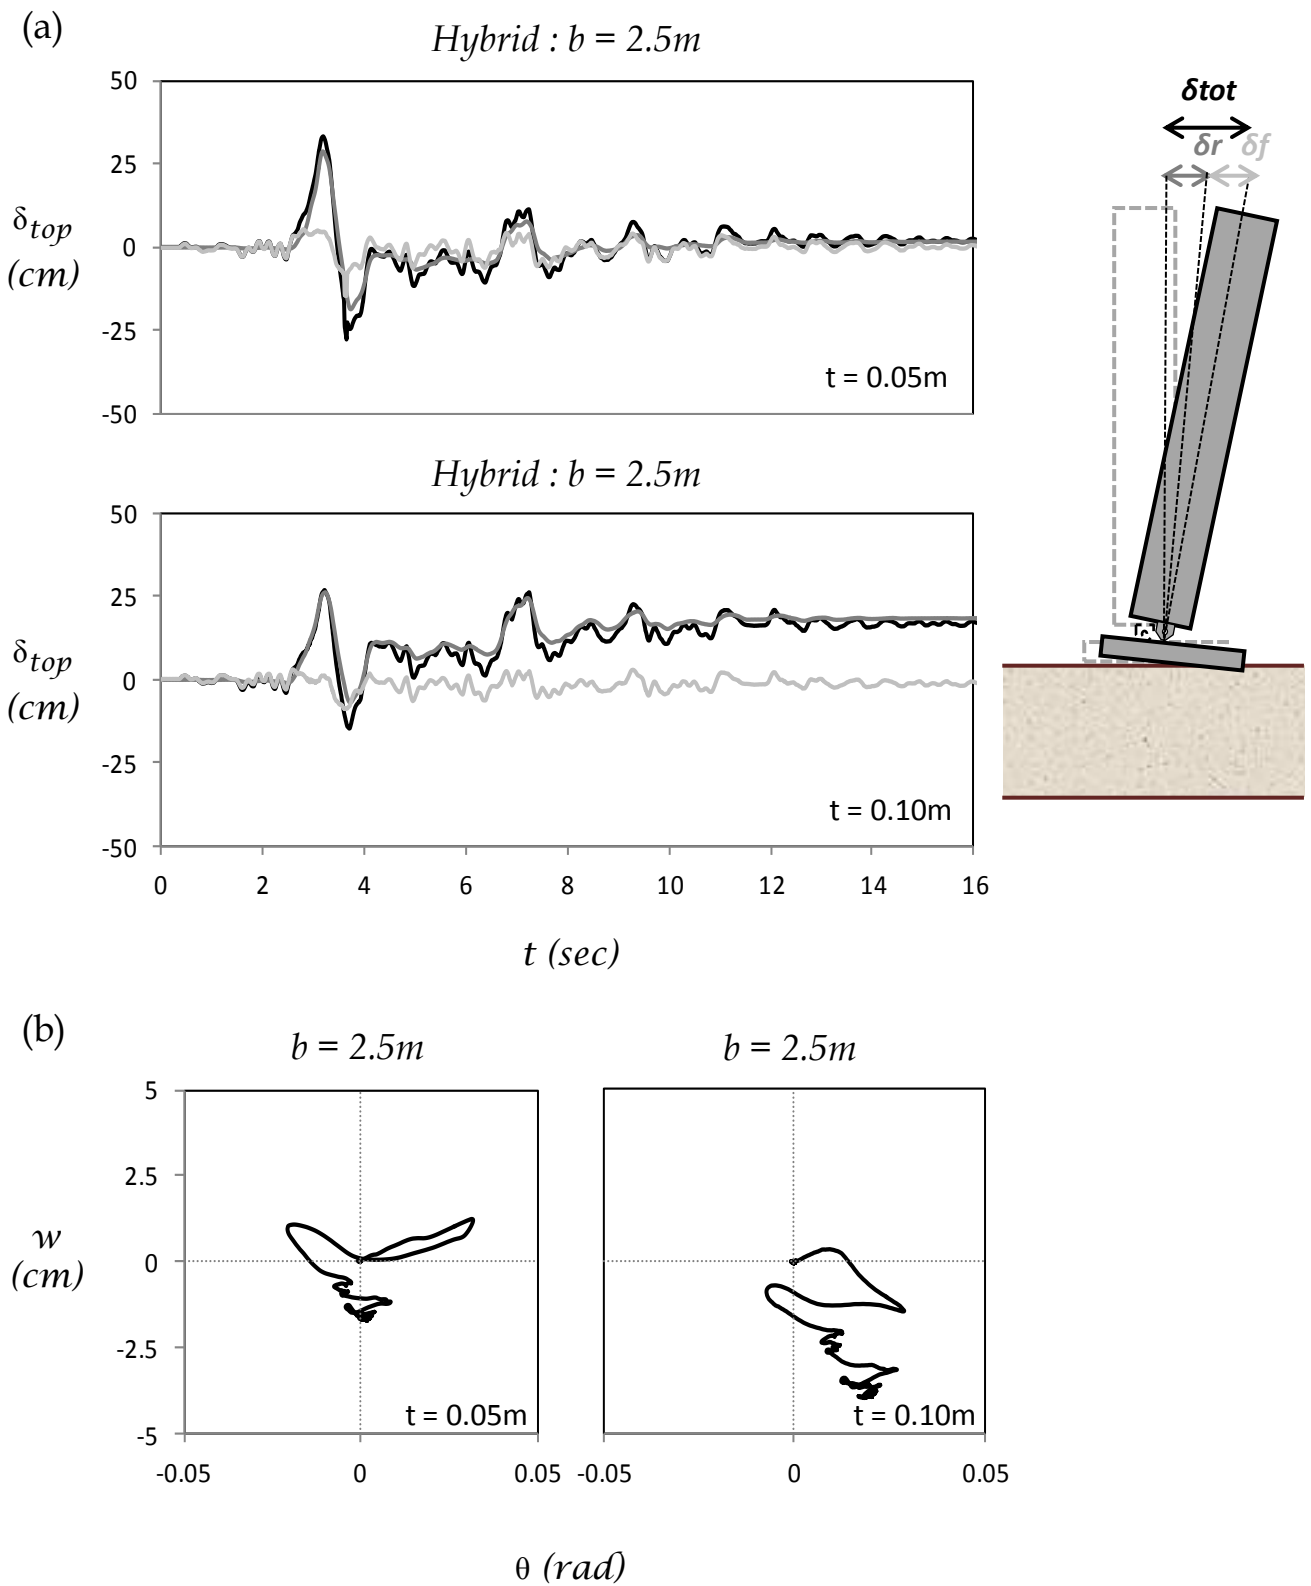 (a)
Hybrid : b = 2.5m
50
25
0
-25
-50
δtop
(cm)
t = 0.05m
δtot
δr
δf
Hybrid : b = 2.5m
50
25
0
-25
-50
δtop
(cm)
t = 0.10m
0 2 4 6 8 10 12 14 16
t (sec)
(b)
b = 2.5m
b = 2.5m
5
2.5
0
-2.5
-5
w
(cm)
t = 0.05m
t = 0.10m
-0.05 0 0.05
-0.05 0 0.05
θ (rad)